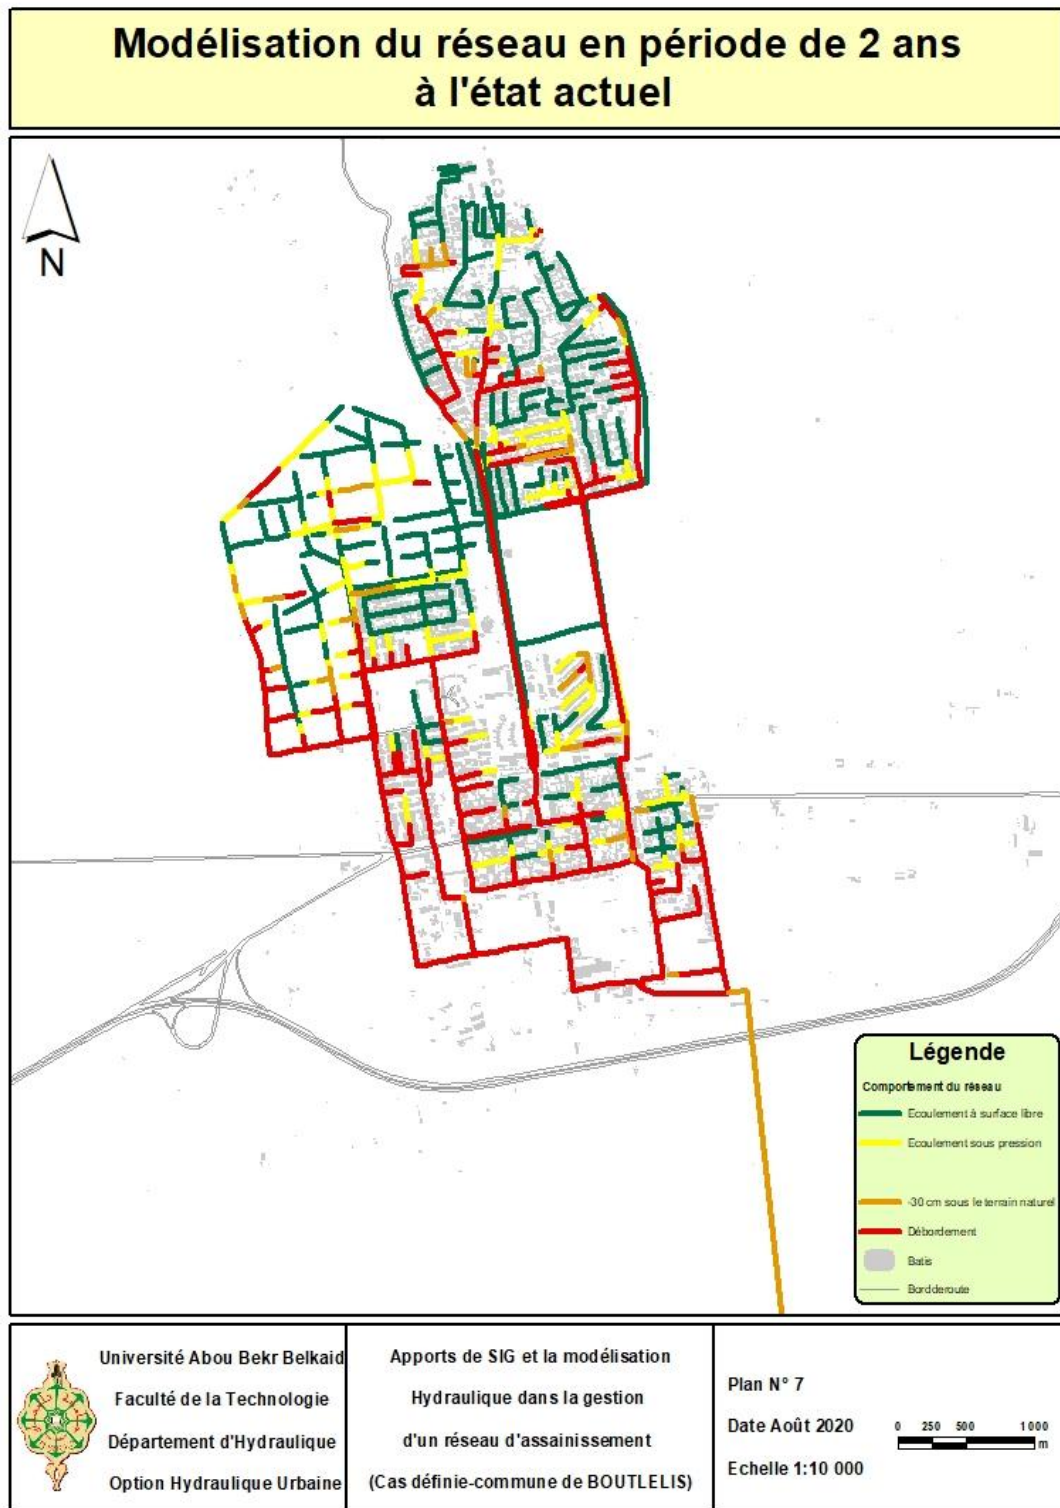 Modélisation du réseau en période de 2 ans
à l'état actuel
N
Légende
Comportement du réseau
Ecoulement à surface libre
Ecoulement sous pression
-30 cm sous le terrain naturel
Débordement
Batis
Bordderoute
Université Abou Bekr Belkaid
Faculté de la Technologie
Département d'Hydraulique
Option Hydraulique Urbaine
Apports de SIG et la modélisation
Hydraulique dans la gestion
d'un réseau d'assainissement
(Cas définie-commune de BOUTLELIS)
Plan N° 7
Date Août 2020
Echelle 1:10 000
0 250 500 1 000
m